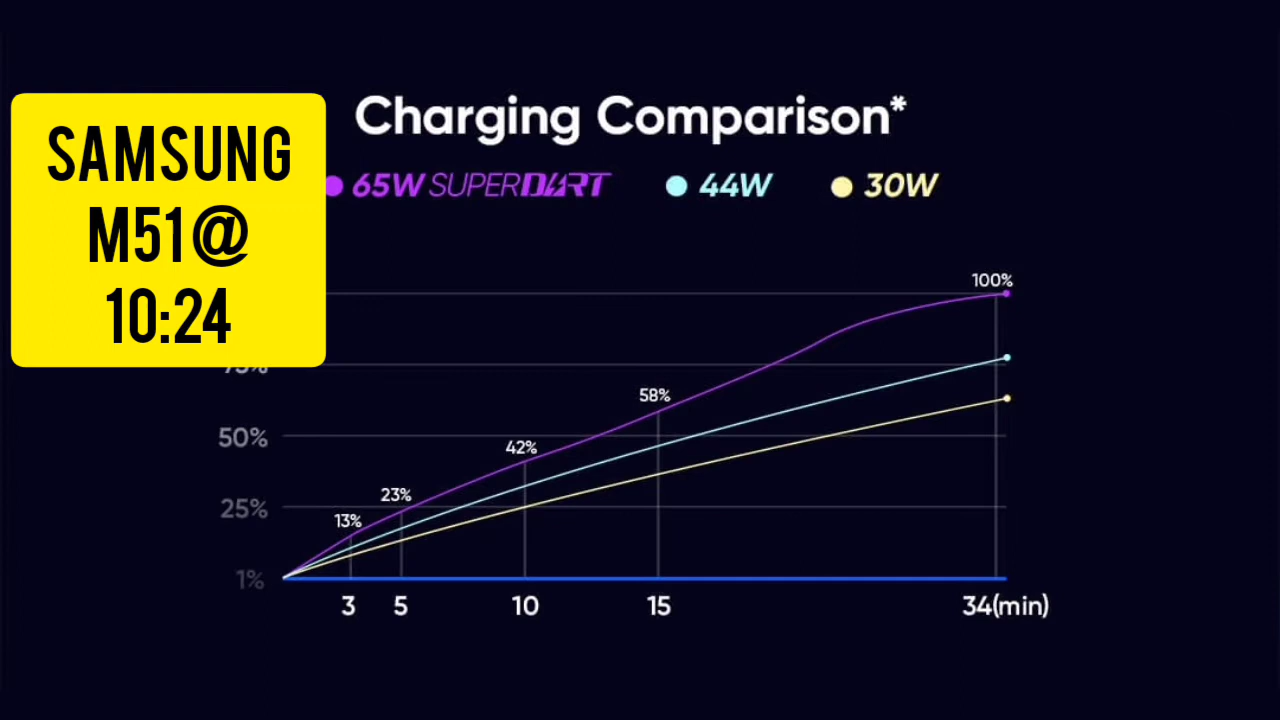 SAMSUNG
M51@
10:24
Charging Comparison*
65W SUPERDART
44W
30W
100%
75%
58%
50%
42%
25%
23%
13%
1%
3
5
10
15
34(min)